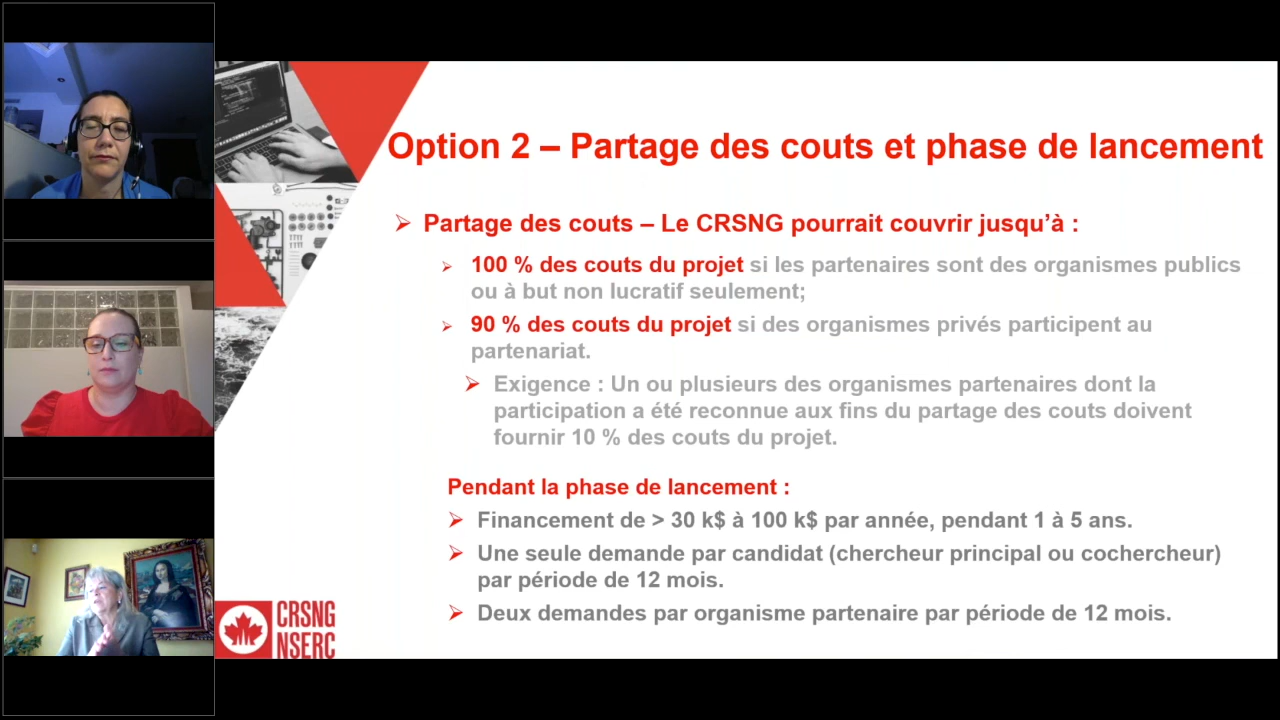 Option 2 – Partage des couts et phase de lancement
Partage des couts – Le CRSNG pourrait couvrir jusqu'à :
100 % des couts du projet si les partenaires sont des organismes publics
ou à but non lucratif seulement;
90 % des couts du projet si des organismes privés participent au
partenariat.
Exigence : Un ou plusieurs des organismes partenaires dont la
participation a été reconnue aux fins du partage des couts doivent
fournir 10 % des couts du projet.
Pendant la phase de lancement :
Financement de > 30 k$ à 100 k$ par année, pendant 1 à 5 ans.
Une seule demande par candidat (chercheur principal ou cochercheur)
par période de 12 mois.
Deux demandes par organisme partenaire par période de 12 mois.
CRSNG
NSERC